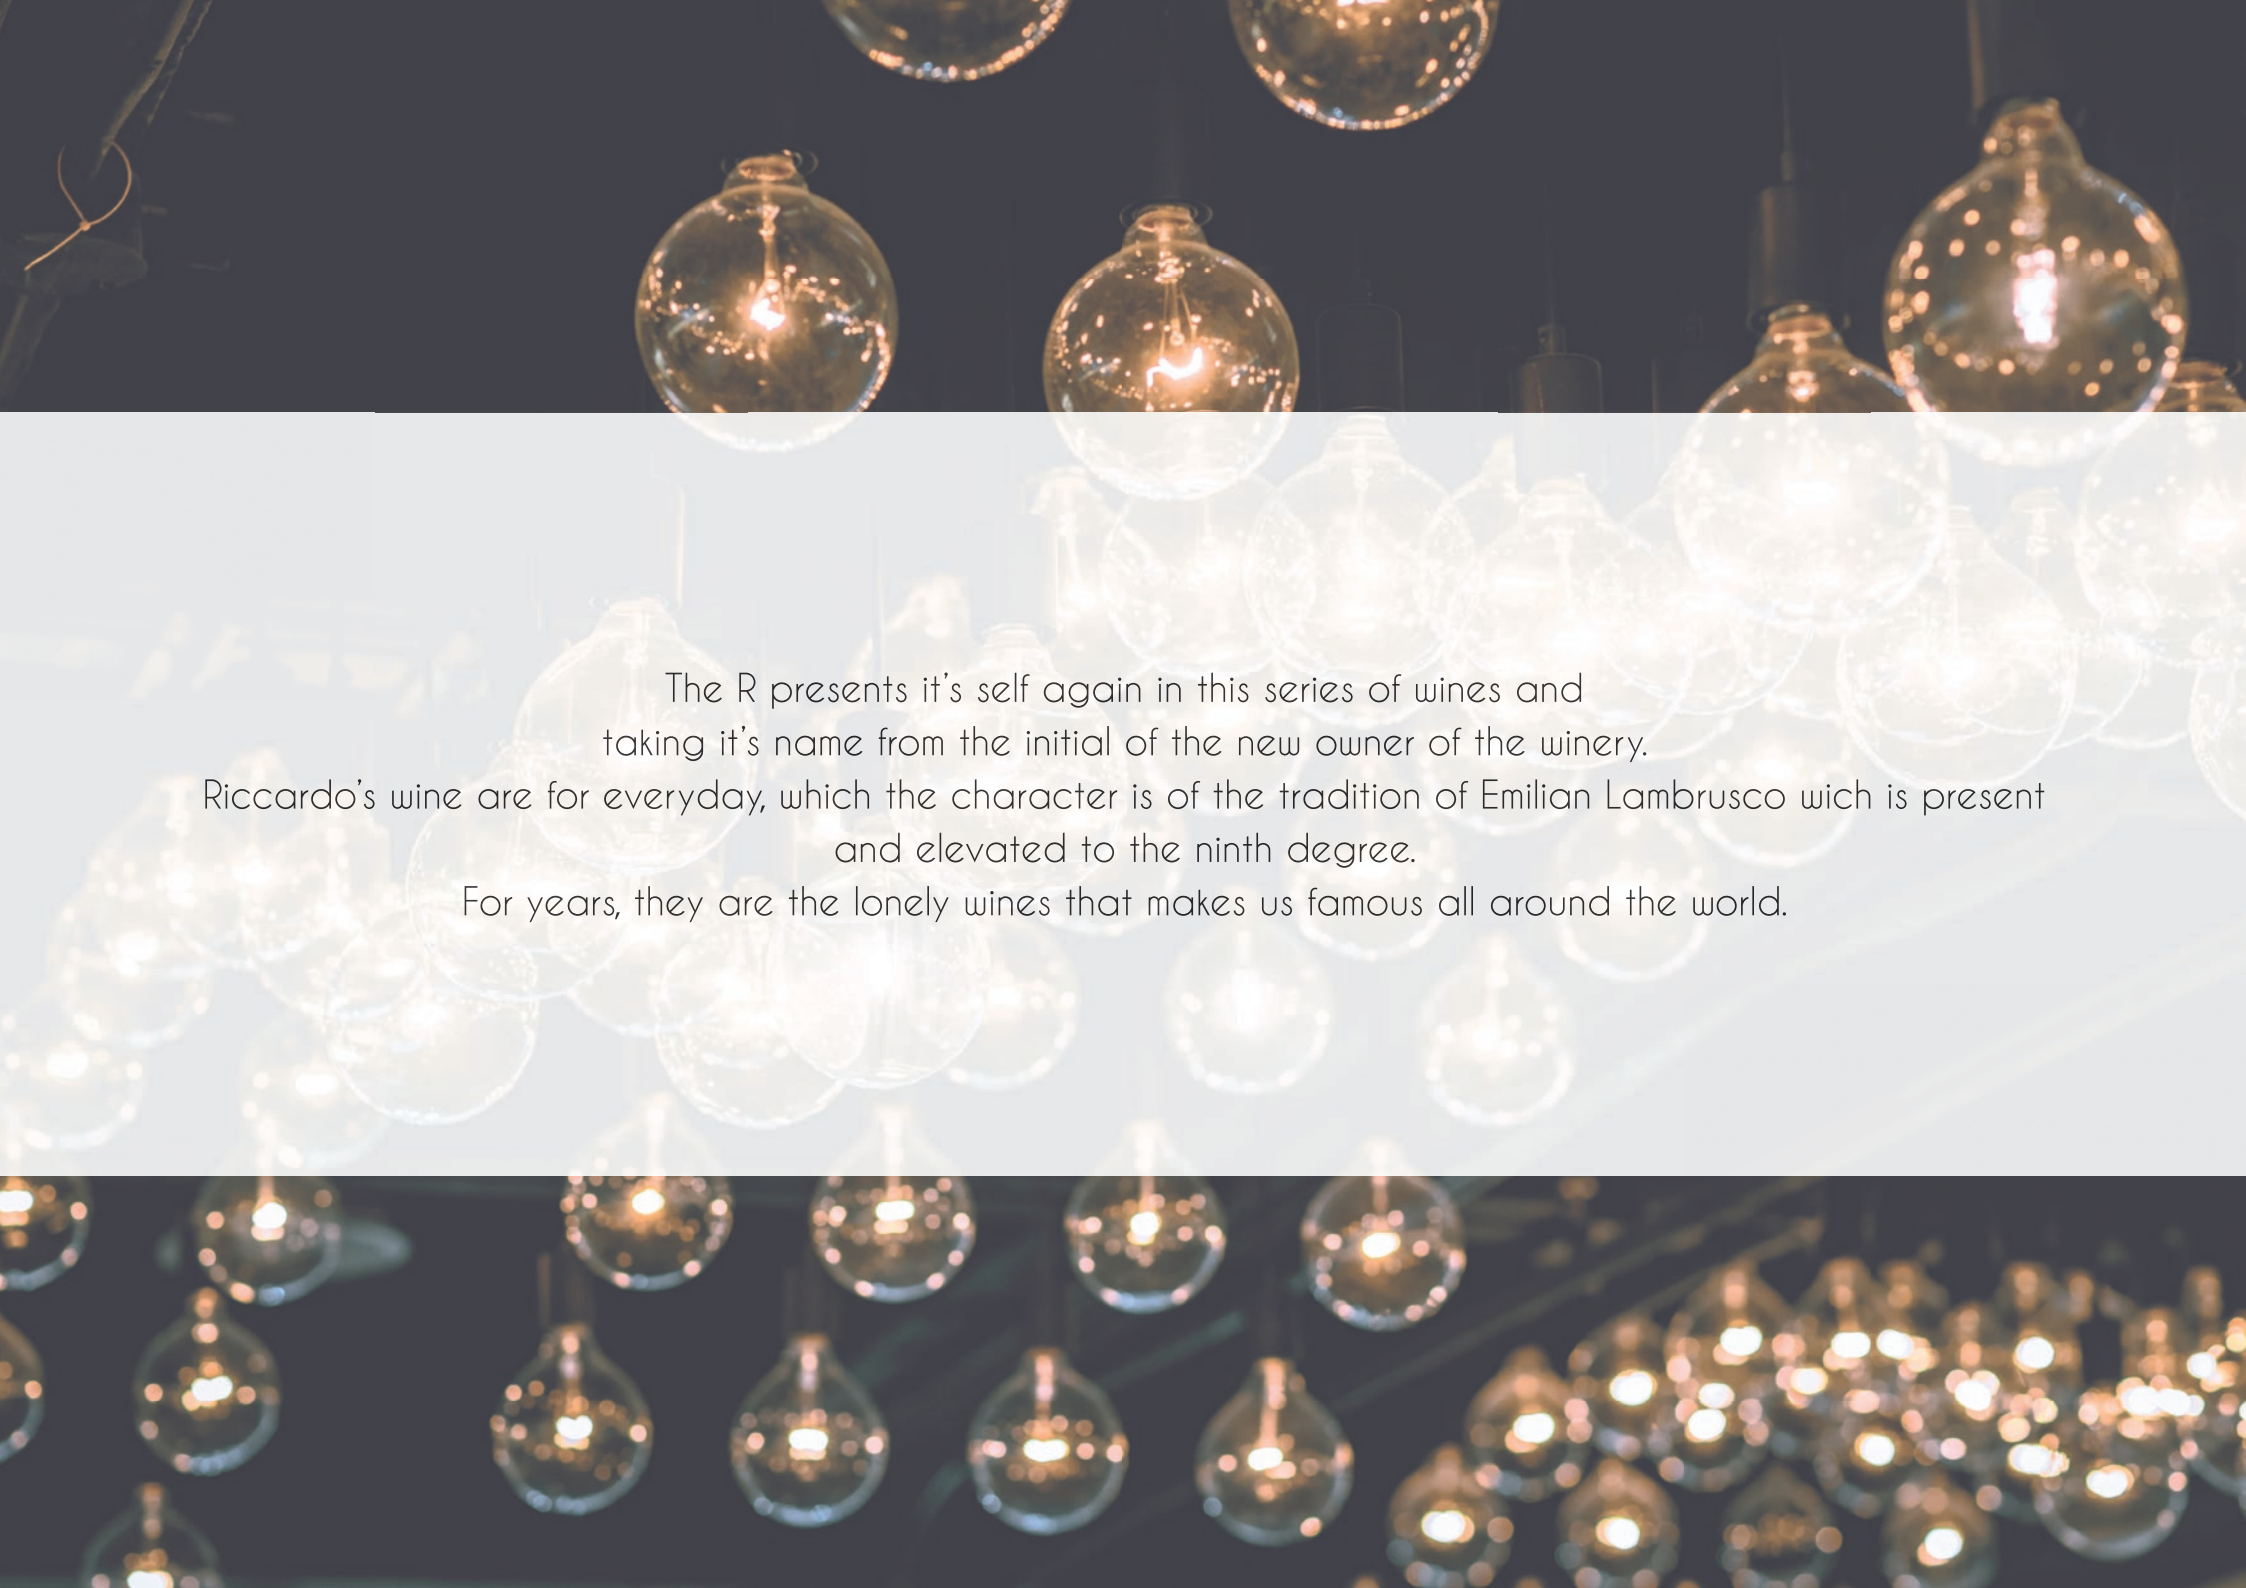 The R presents it's self again in this series of wines and
taking it's name from the initial of the new owner of the winery.
Riccardo's wine are for everyday, which the character is of the tradition of Emilian Lambrusco wich is present
and elevated to the ninth degree.
For years, they are the lonely wines that makes us famous all around the world.